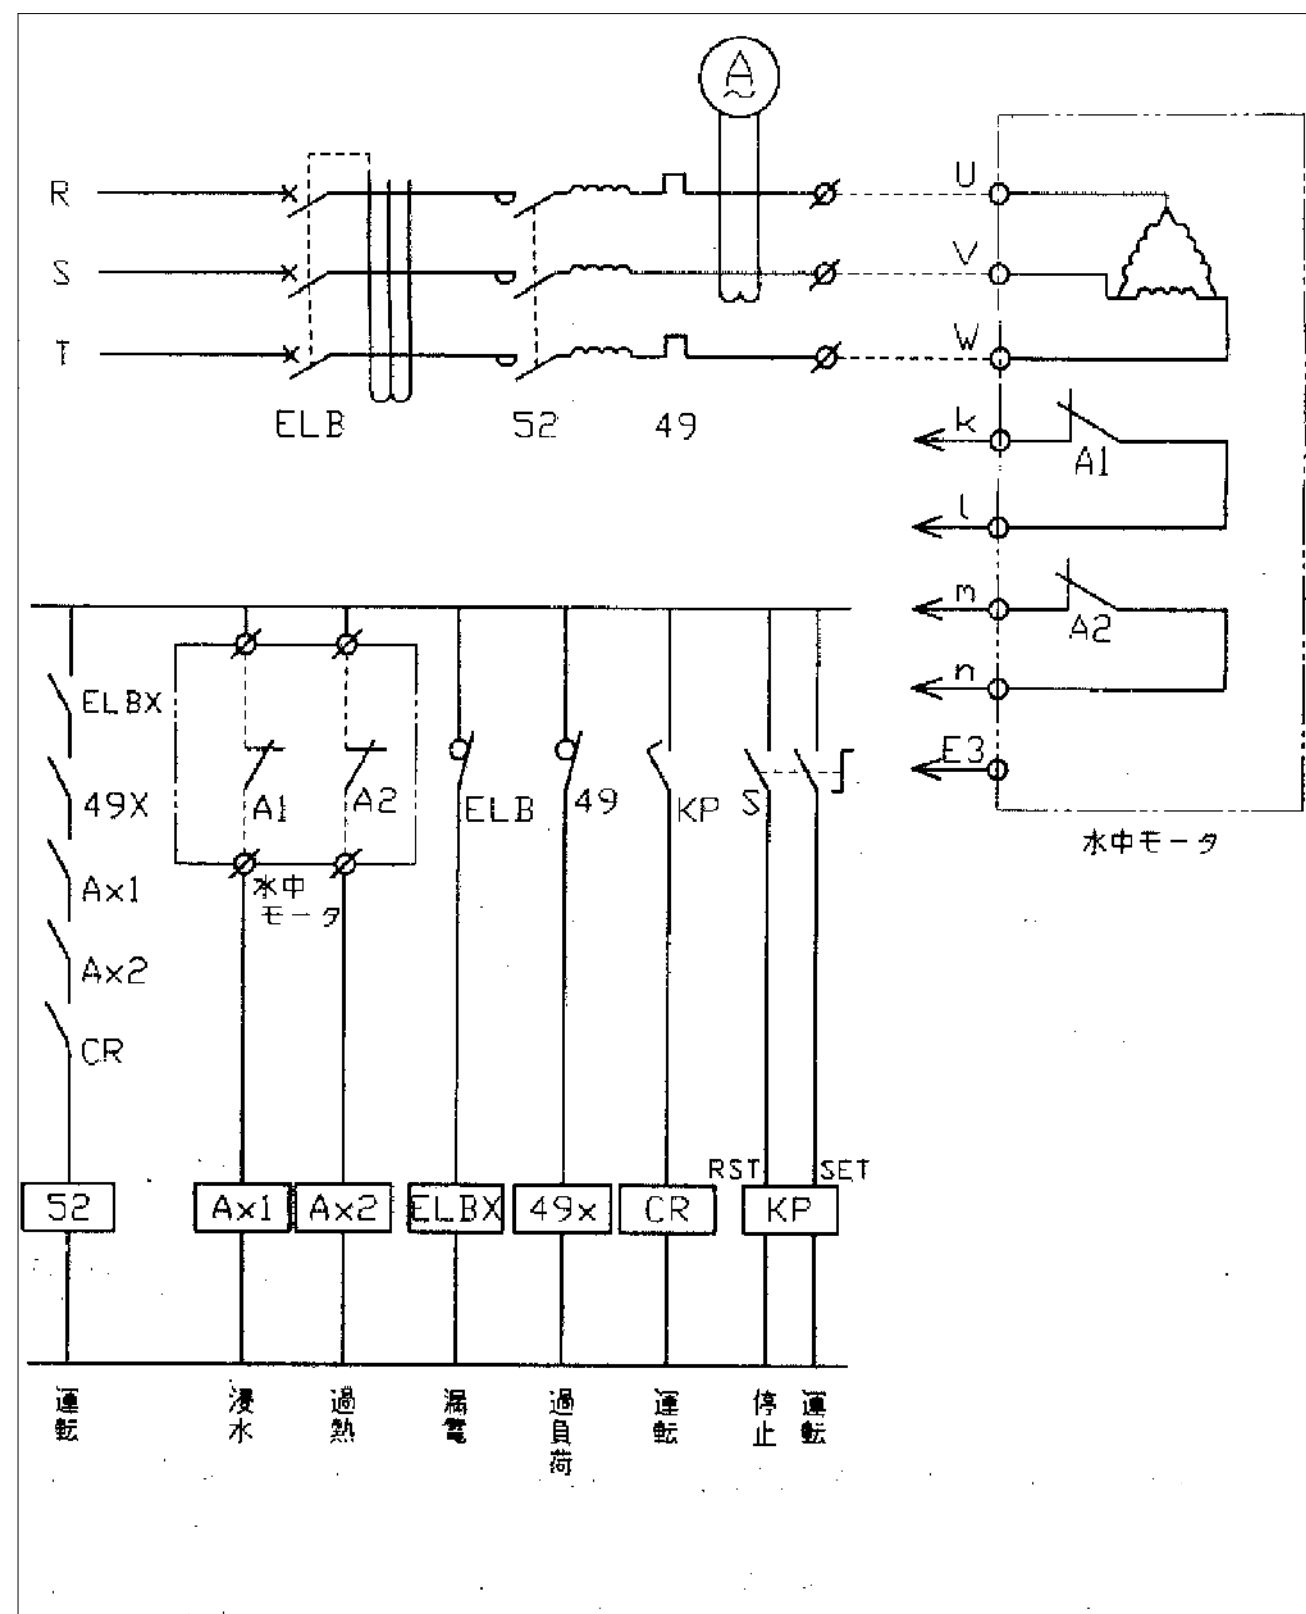 A
R
S
T
ELB
52
49
U
V
W
k
A1
l
m
A2
n
E3
水中モータ
ELBX
49X
Ax1
Ax2
CR
A1
A2
水中
モータ
ELB
49
KP
S
RST
SET
52
Ax1
Ax2
ELBX
49x
CR
KP
運転
浸水
過熱
漏電
過負荷
運転
停止
運転